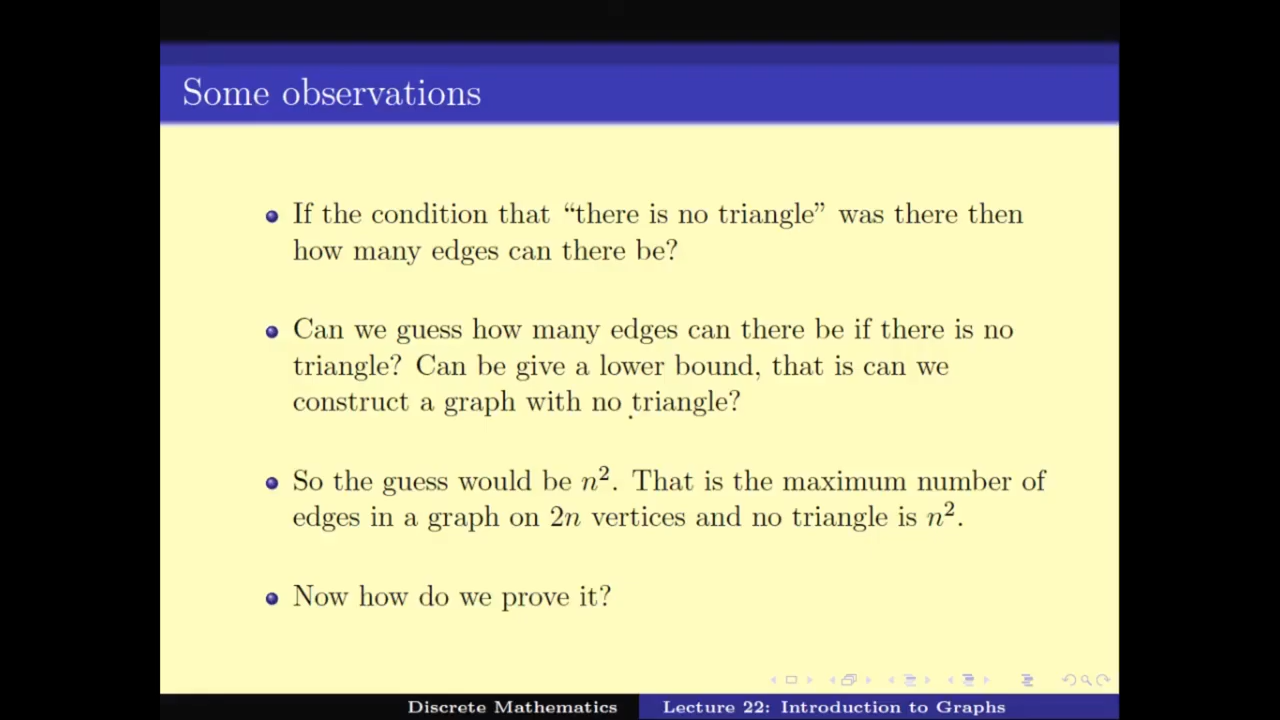 Some observations
If the condition that “there is no triangle” was there then
how many edges can there be?
Can we guess how many edges can there be if there is no
triangle? Can be give a lower bound, that is can we
construct a graph with no triangle?
So the guess would be n². That is the maximum number of
edges in a graph on 2n vertices and no triangle is n².
Now how do we prove it?
Discrete Mathematics
Lecture 22: Introduction to Graphs